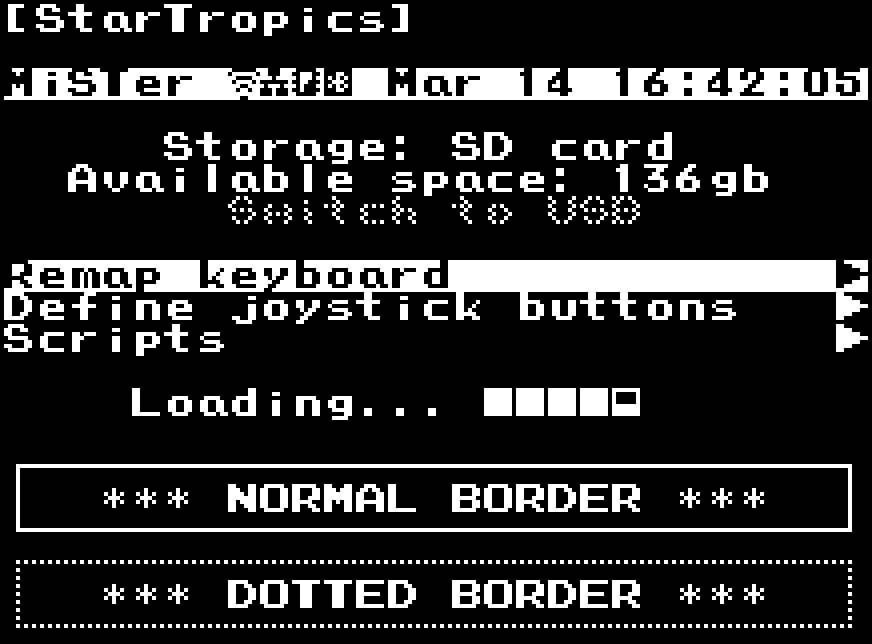 [StarTropics]
MiSTer Mar 14 16:42:05
Storage: SD card
Available space: 136gb
Switch to USB
Remap keyboard
Define joystick buttons
Scripts
Loading...
*** NORMAL BORDER ***
*** DOTTED BORDER ***